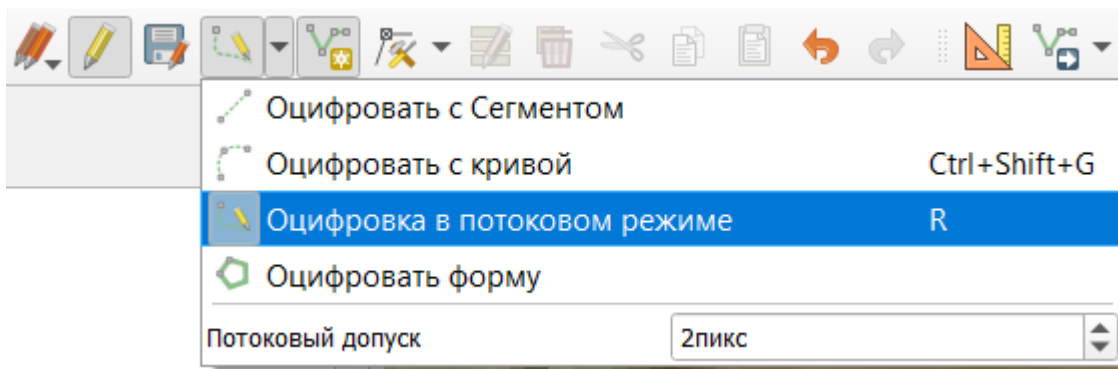 Оцифровать с Сегментом
Оцифровать с кривой Ctrl+Shift+G
Оцифровка в потоковом режиме R
Оцифровать форму
Потоковый допуск 2пикс